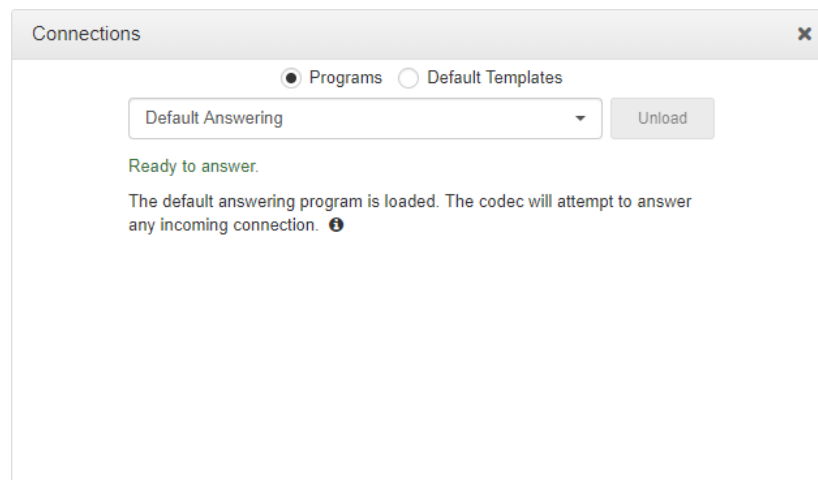 Connections
Programs Default Templates
Default Answering Unload
Ready to answer.
The default answering program is loaded. The codec will attempt to answer
any incoming connection.